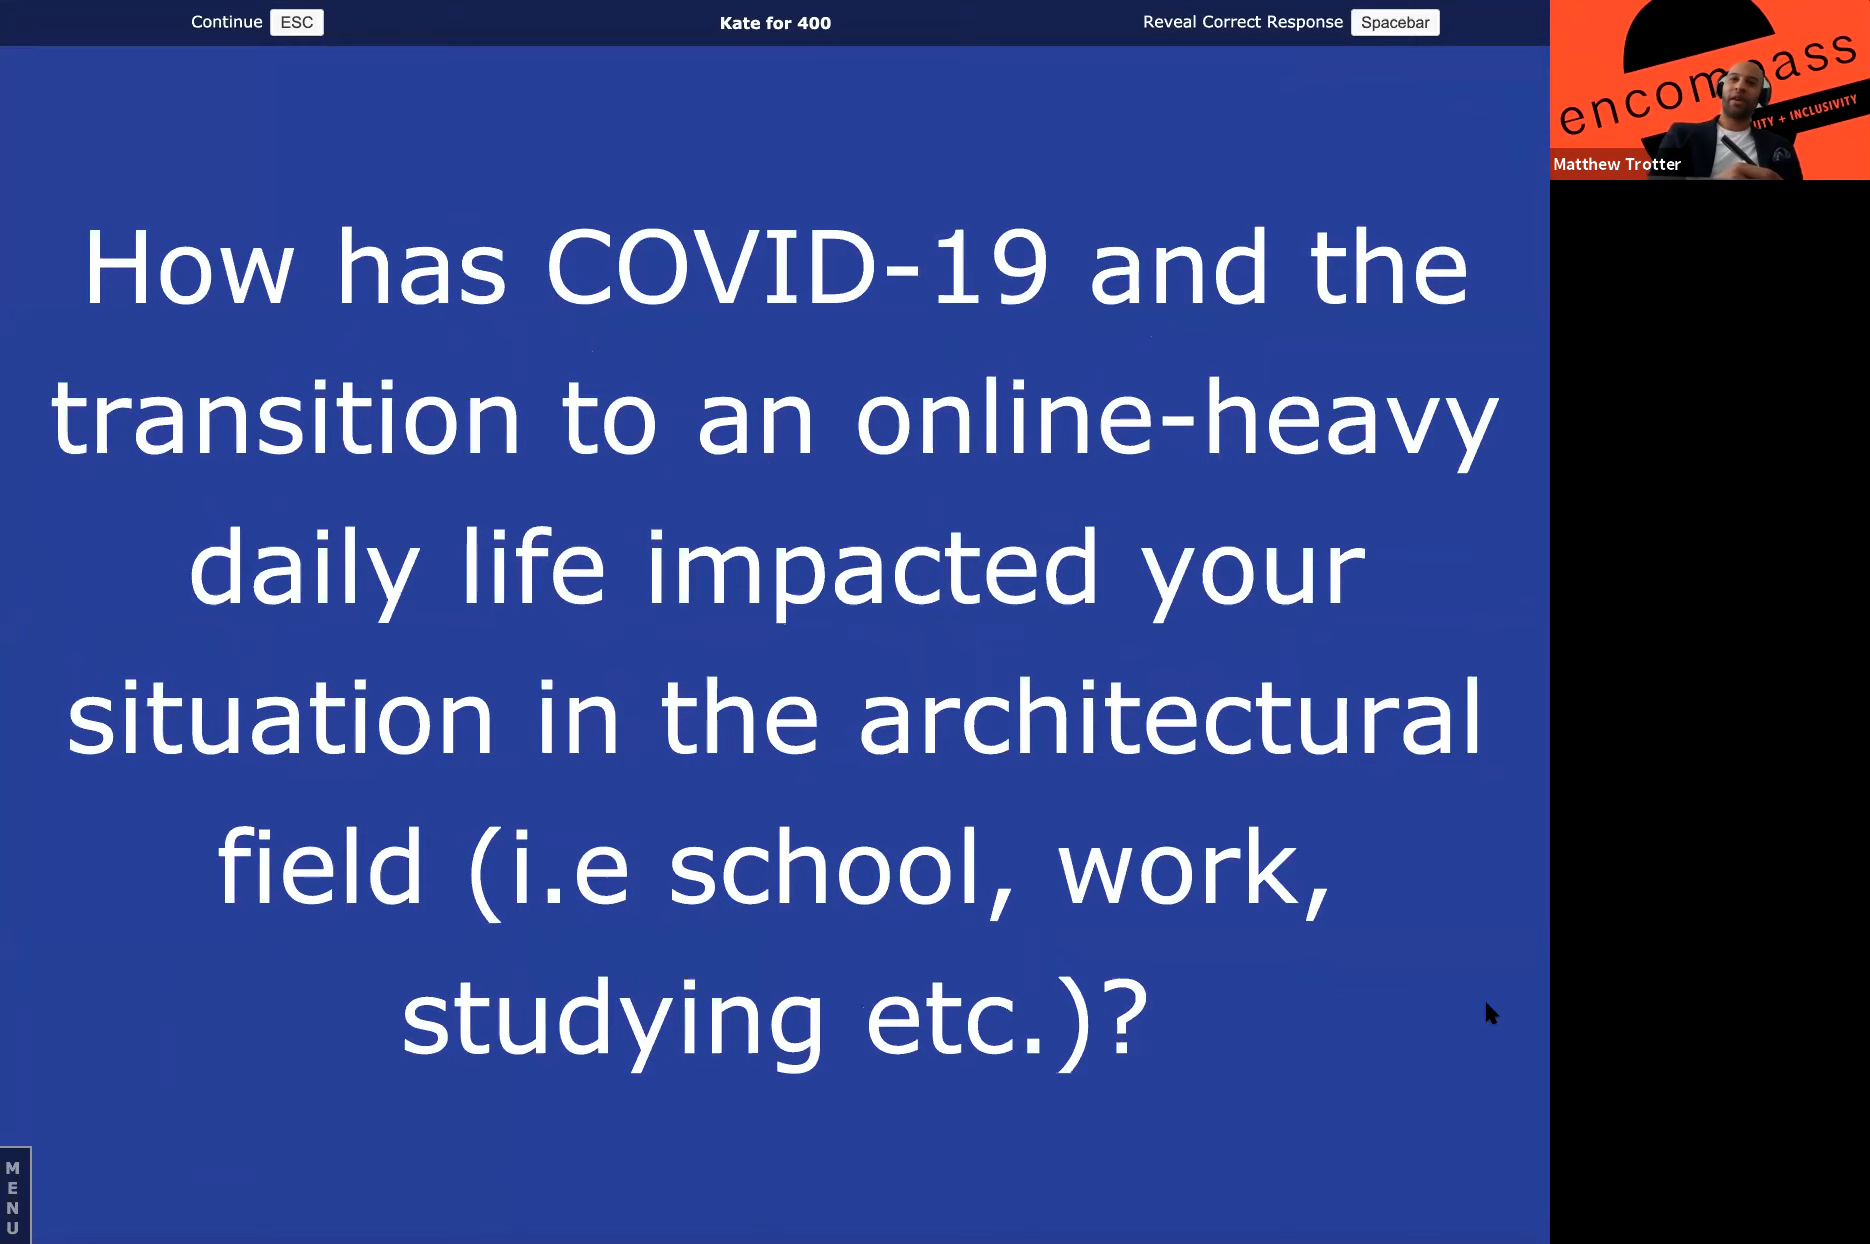 Continue ESC
Kate for 400
Reveal Correct Response Spacebar
How has COVID-19 and the
transition to an online-heavy
daily life impacted your
situation in the architectural
field (i.e school, work,
studying etc.)?
MENU
+ INCLUSIVITY
Matthew Trotter